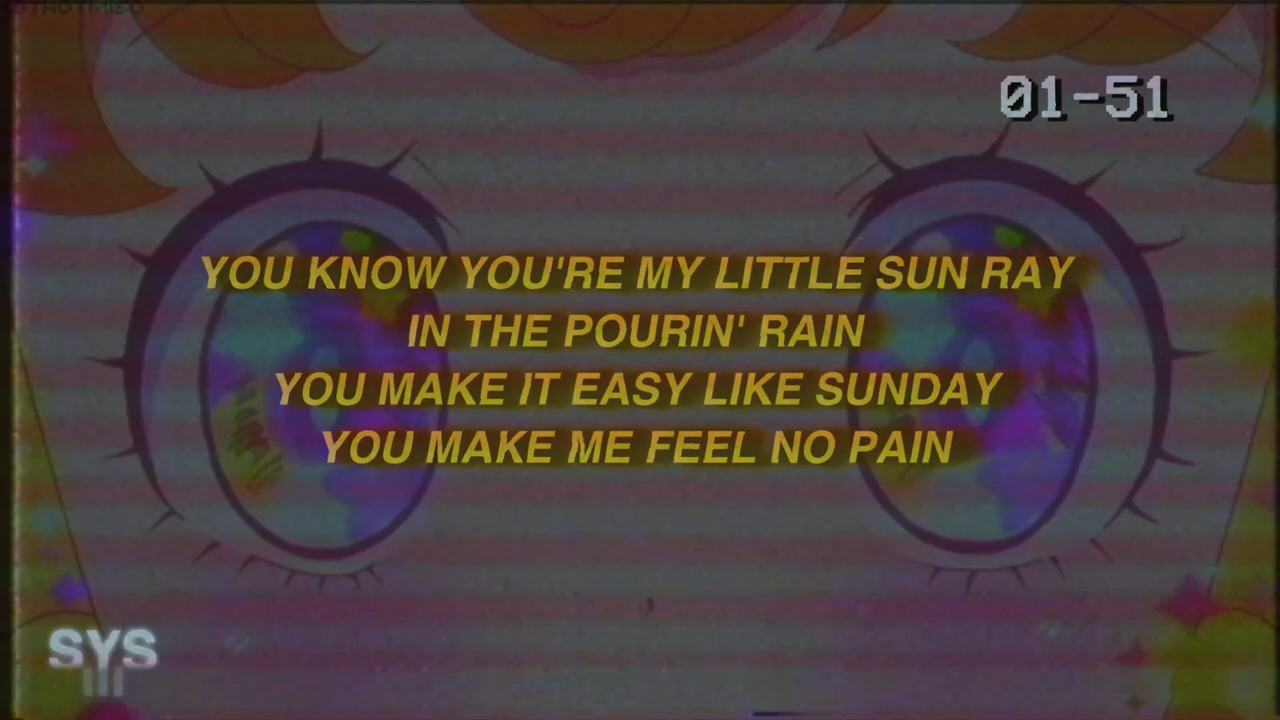 01-51
YOU KNOW YOU'RE MY LITTLE SUN RAY
IN THE POURIN' RAIN
YOU MAKE IT EASY LIKE SUNDAY
YOU MAKE ME FEEL NO PAIN
SYS